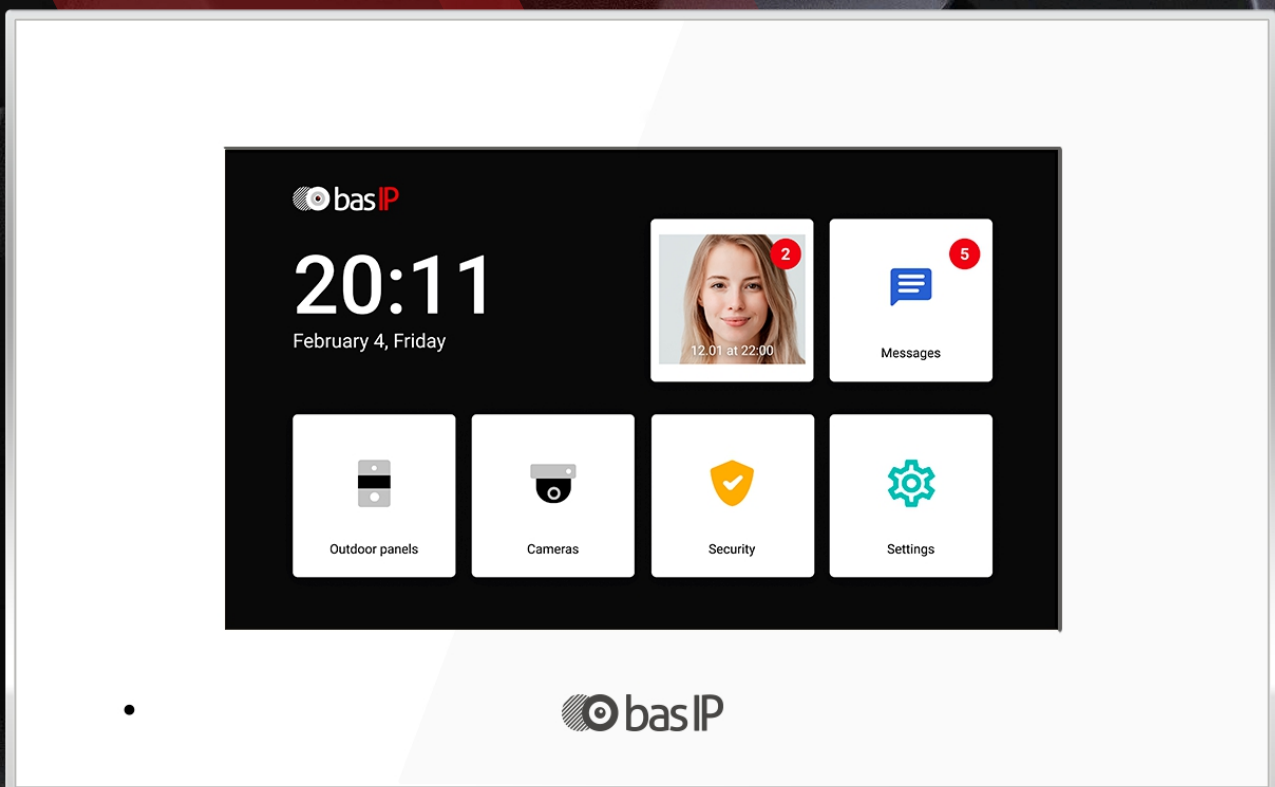 bas IP
20:11
February 4, Friday
2
12.01 at 22:00
5
Messages
Outdoor panels
Cameras
Security
Settings
bas IP